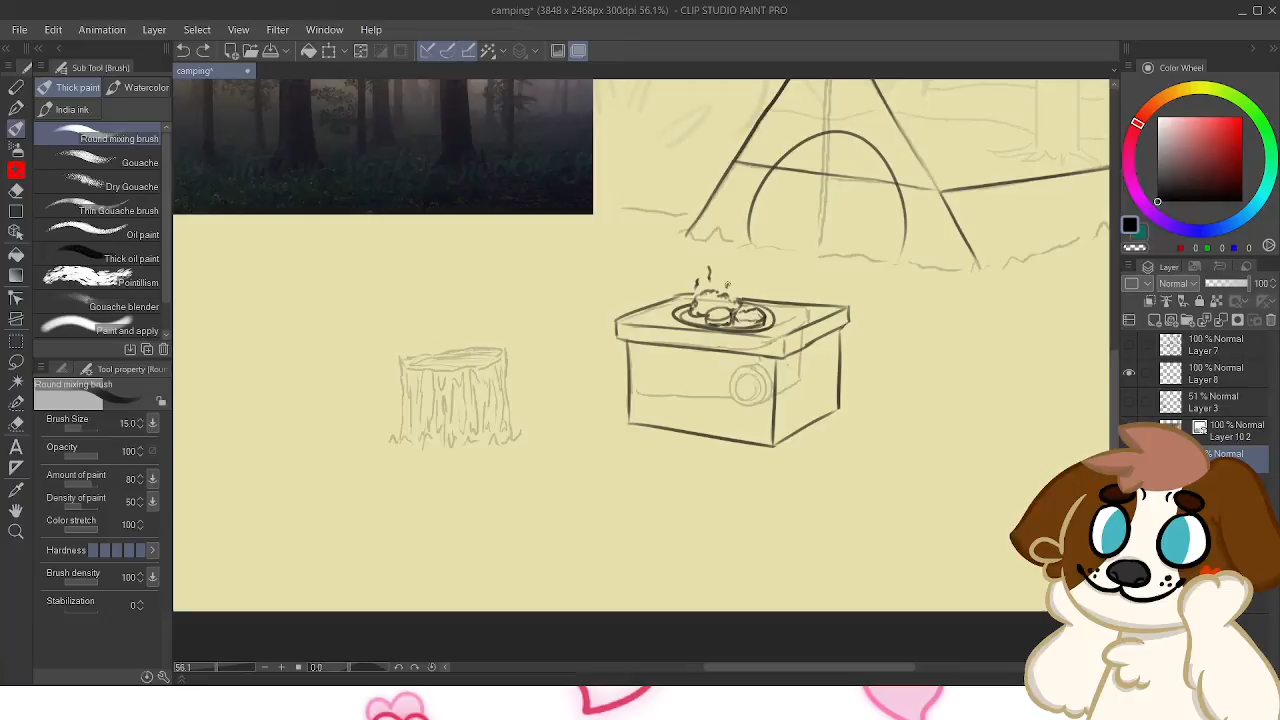 camping* (3848 x 2468px 300dpi 56.1%) - CLIP STUDIO PAINT PRO
File Edit Animation Layer Select View Filter Window Help
Sub Tool [Brush]
camping*
Color Wheel
Thick paint
Watercolor
India ink
Round mixing brush
Gouache
Dry Gouache
Thin Gouache brush
Oil paint
Thick oil paint
Pointillism
Gouache blender
Paint and apply
0 0 0
Layer
Normal 100
100 % Normal
Layer 7
100 % Normal
Layer 8
51 % Normal
Layer 3
100 % Normal
Layer 10 2
Normal
Tool property [Roun
Round mixing brush
Brush Size 150
Opacity 100
Amount of paint 80
Density of paint 50
Color stretch 100
Hardness
Brush density 100
Stabilization 0
56.1 0.0